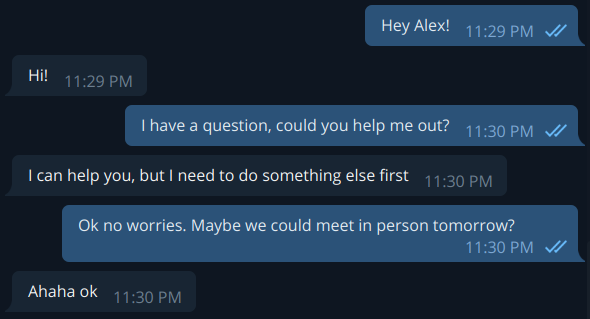 Hey Alex! 11:29 PM
Hi! 11:29 PM
I have a question, could you help me out? 11:30 PM
I can help you, but I need to do something else first 11:30 PM
Ok no worries. Maybe we could meet in person tomorrow?
11:30 PM
Ahaha ok 11:30 PM